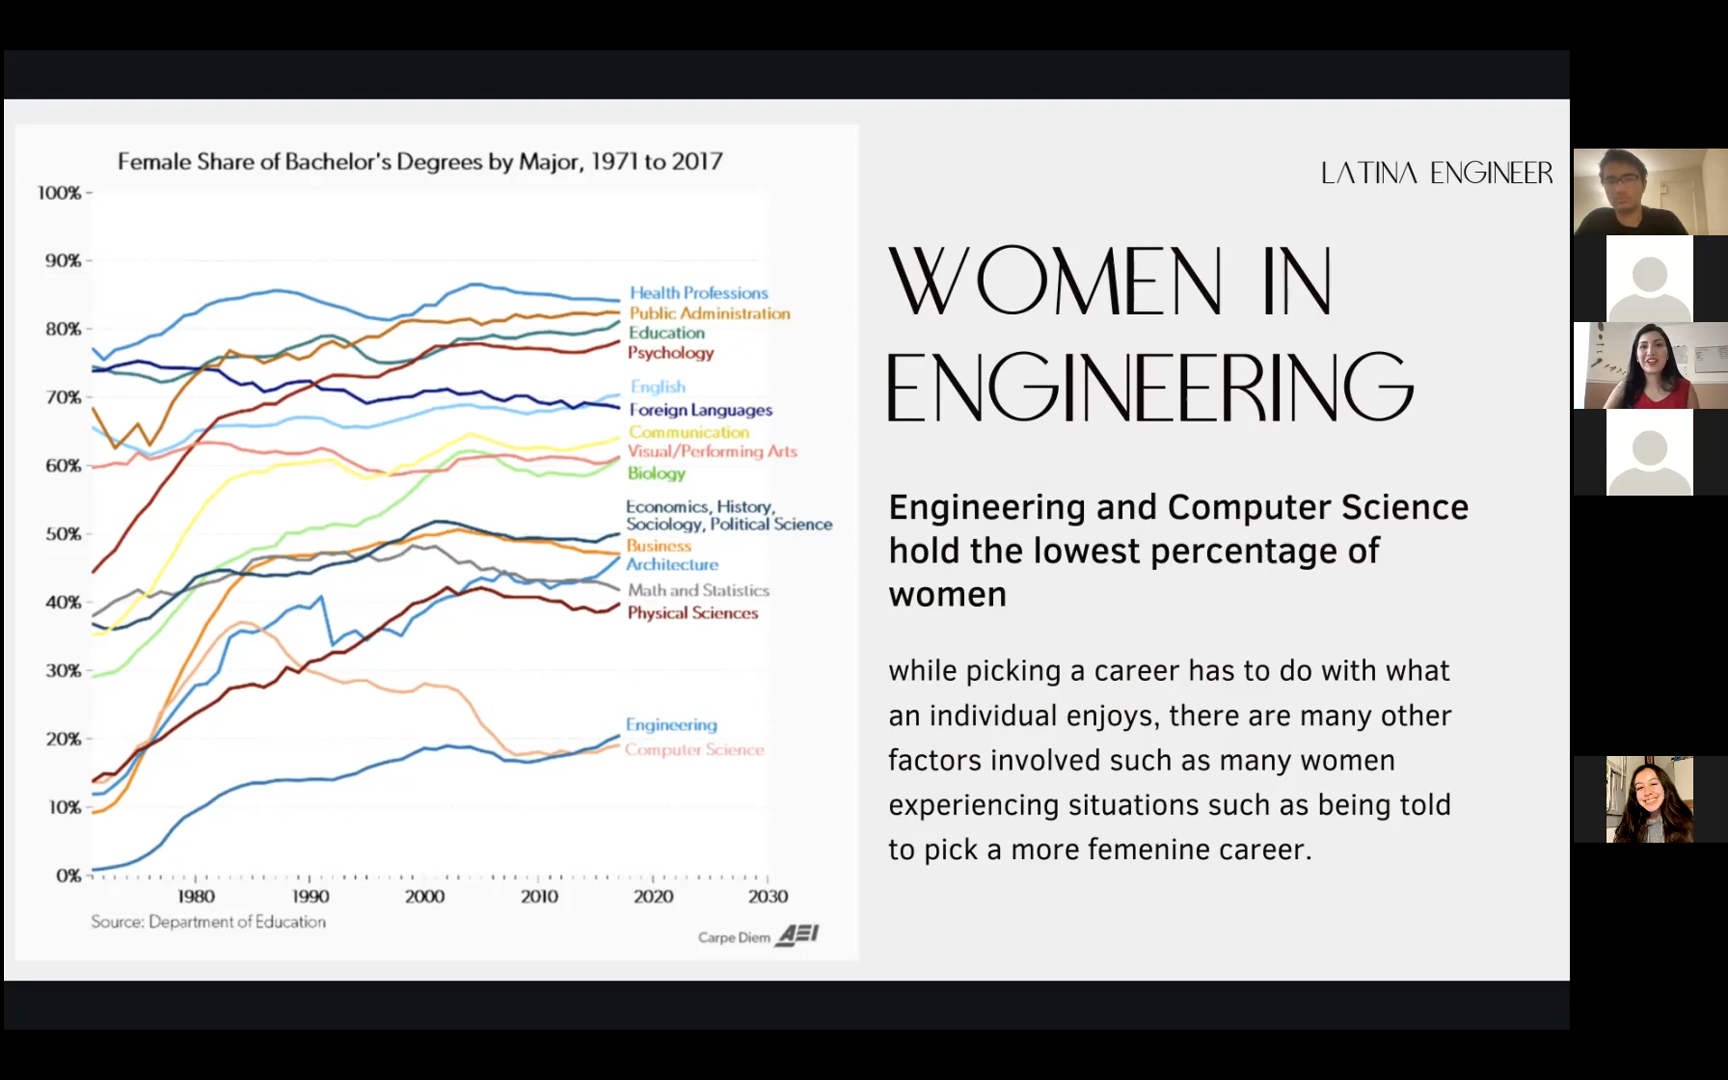 Female Share of Bachelor's Degrees by Major, 1971 to 2017
100%
90%
80%
70%
60%
50%
40%
30%
20%
10%
0%
Health Professions
Public Administration
Education
Psychology
English
Foreign Languages
Communication
Visual/Performing Arts
Biology
Economics, History,
Sociology, Political Science
Business
Architecture
Math and Statistics
Physical Sciences
Engineering
Computer Science
1980 1990 2000 2010 2020 2030
Source: Department of Education
Carpe Diem AEI
LATINA ENGINEER
WOMEN IN
ENGINEERING
Engineering and Computer Science
hold the lowest percentage of
women
while picking a career has to do with what
an individual enjoys, there are many other
factors involved such as many women
experiencing situations such as being told
to pick a more femenine career.